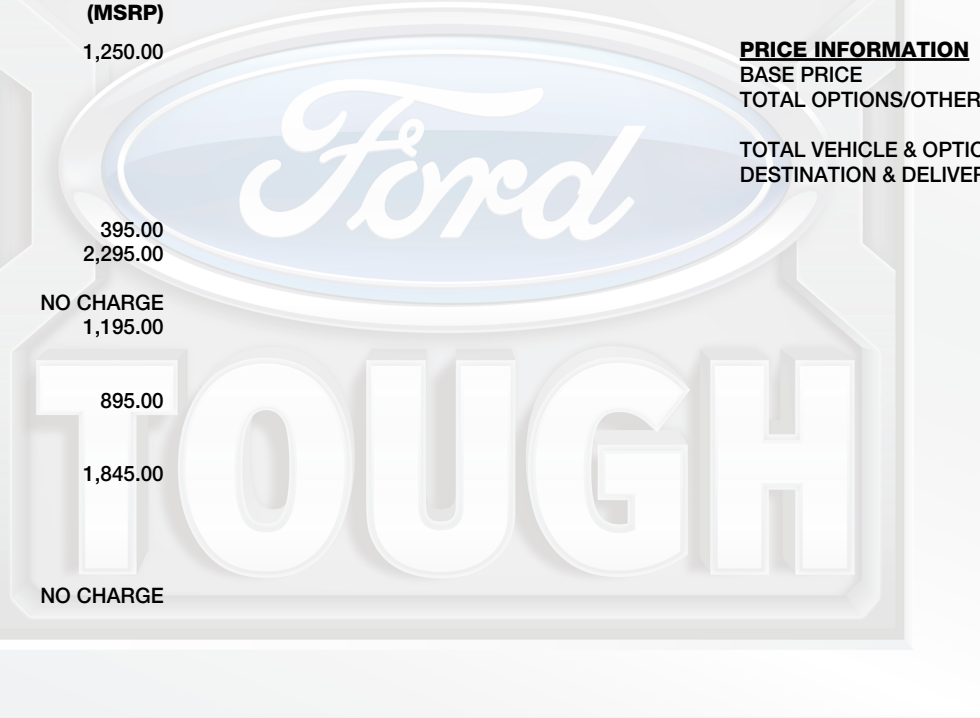 (MSRP)
1,250.00
395.00
2,295.00
NO CHARGE
1,195.00
895.00
1,845.00
NO CHARGE
PRICE INFORMATION
BASE PRICE
TOTAL OPTIONS/OTHER
TOTAL VEHICLE & OPTIO
DESTINATION & DELIVER
Ford
TOUGH